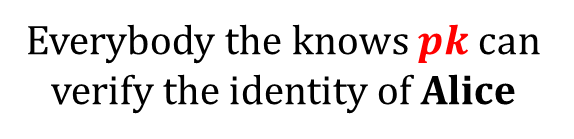 Everybody the knows pk can
verify the identity of Alice